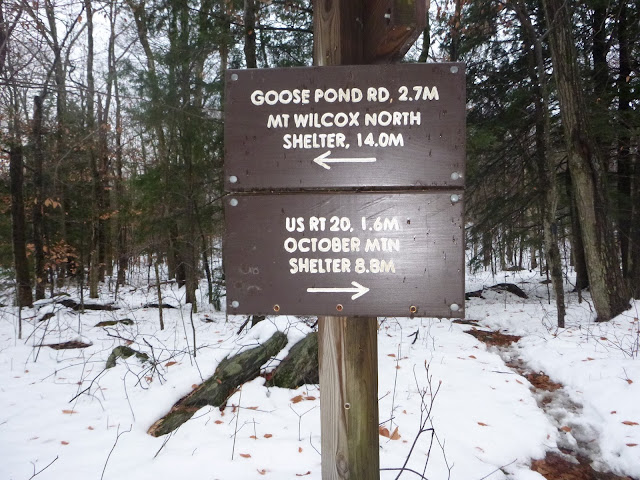 GOOSE POND RD, 2.7M
MT WILCOX NORTH
SHELTER, 14.0M
US RT 20, 1.6M
OCTOBER MTN
SHELTER 8.8M